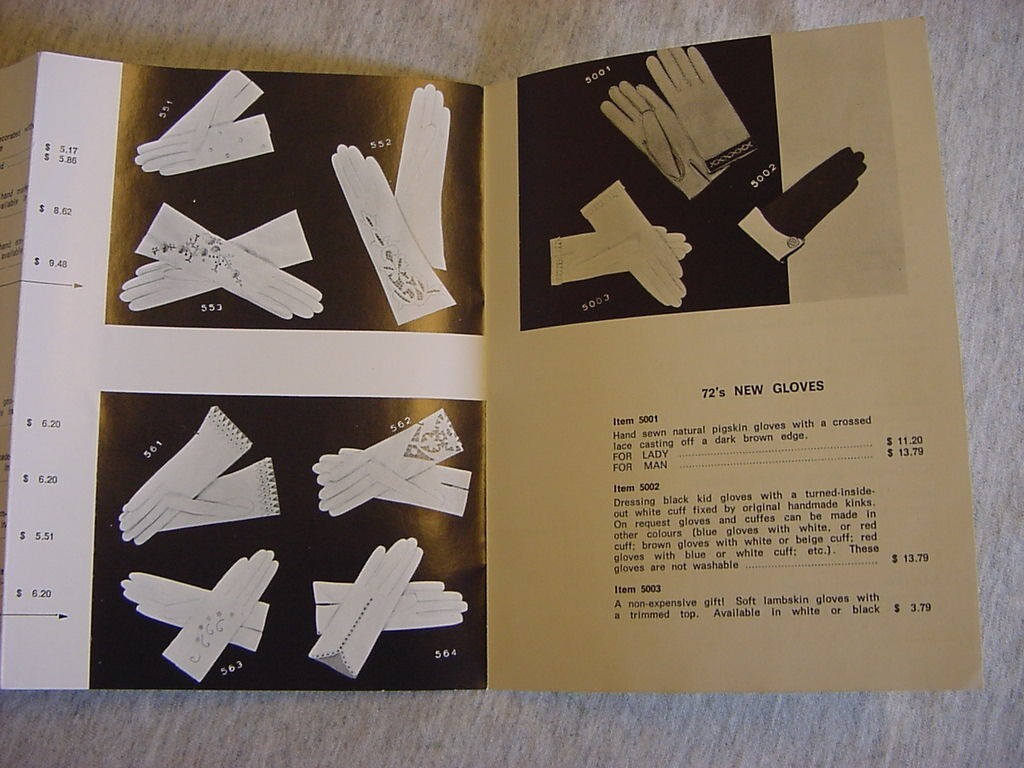 $ 5.17
$ 5.86
$ 8.62
$ 9.48
$ 6.20
$ 6.20
$ 5.51
$ 6.20
551
552
553
561
562
563
564
5001
5002
5003
72's NEW GLOVES
Item 5001
Hand sewn natural pigskin gloves with a crossed
lace casting off a dark brown edge.
FOR LADY ........................................ $ 11.20
FOR MAN ........................................ $ 13.79
Item 5002
Dressing black kid gloves with a turned-inside-
out white cuff fixed by original handmade kinks.
On request gloves and cuffes can be made in
other colours (blue gloves with white, or red
cuff; brown gloves with white or beige cuff; red
gloves with blue or white cuff; etc.). These
gloves are not washable .............................. $ 13.79
Item 5003
A non-expensive gift! Soft lambskin gloves with
a trimmed top. Available in white or black $ 3.79